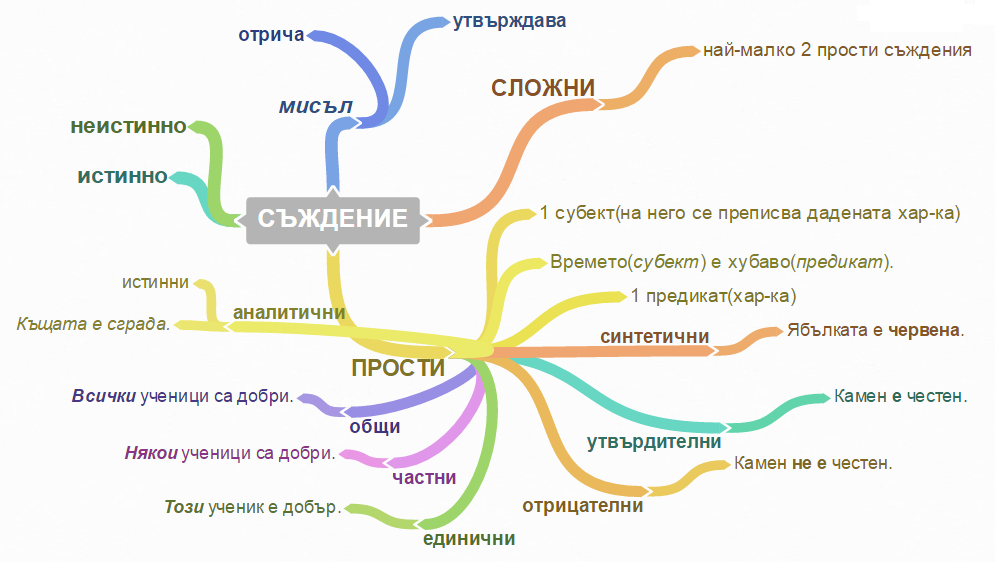 отрича
утвърждава
мисъл
неистинно
истинно
СЪЖДЕНИЕ
СЛОЖНИ
най-малко 2 прости съждения
1 субект(на него се преписва дадената хар-ка)
Времето(субект) е хубаво(предикат).
1 предикат(хар-ка)
истинни
аналитични
Къщата е сграда.
синтетични
Ябълката е червена.
ПРОСТИ
Всички ученици са добри.
общи
Някои ученици са добри.
частни
Този ученик е добър.
единични
утвърдителни
Камен е честен.
отрицателни
Камен не е честен.